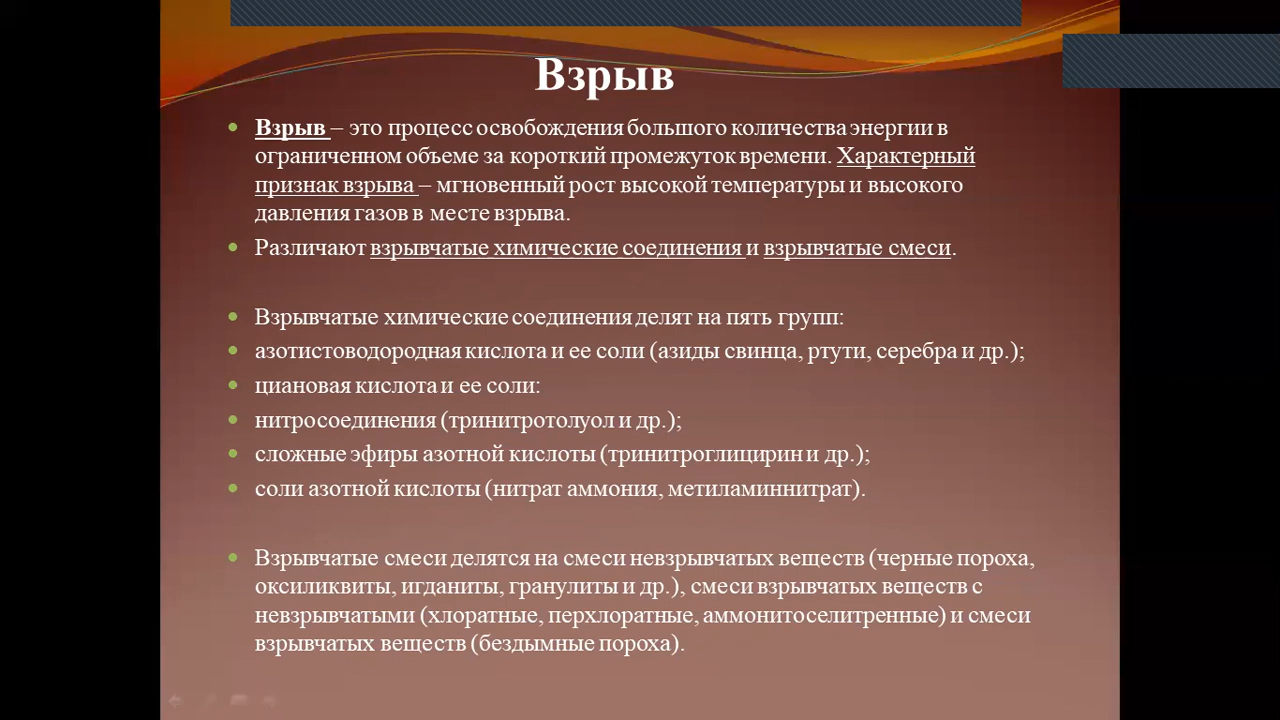 Взрыв
Взрыв – это процесс освобождения большого количества энергии в
ограниченном объеме за короткий промежуток времени. Характерный
признак взрыва – мгновенный рост высокой температуры и высокого
давления газов в месте взрыва.
Различают взрывчатые химические соединения и взрывчатые смеси.
Взрывчатые химические соединения делят на пять групп:
азотистоводородная кислота и ее соли (азиды свинца, ртути, серебра и др.);
циановая кислота и ее соли:
нитросоединения (тринитротолуол и др.);
сложные эфиры азотной кислоты (тринитроглицирин и др.);
соли азотной кислоты (нитрат аммония, метиламиннитрат).
Взрывчатые смеси делятся на смеси невзрывчатых веществ (черные пороха,
оксиликвиты, игданиты, гранулиты и др.), смеси взрывчатых веществ с
невзрывчатыми (хлоратные, перхлоратные, аммонитоселитренные) и смеси
взрывчатых веществ (бездымные пороха).